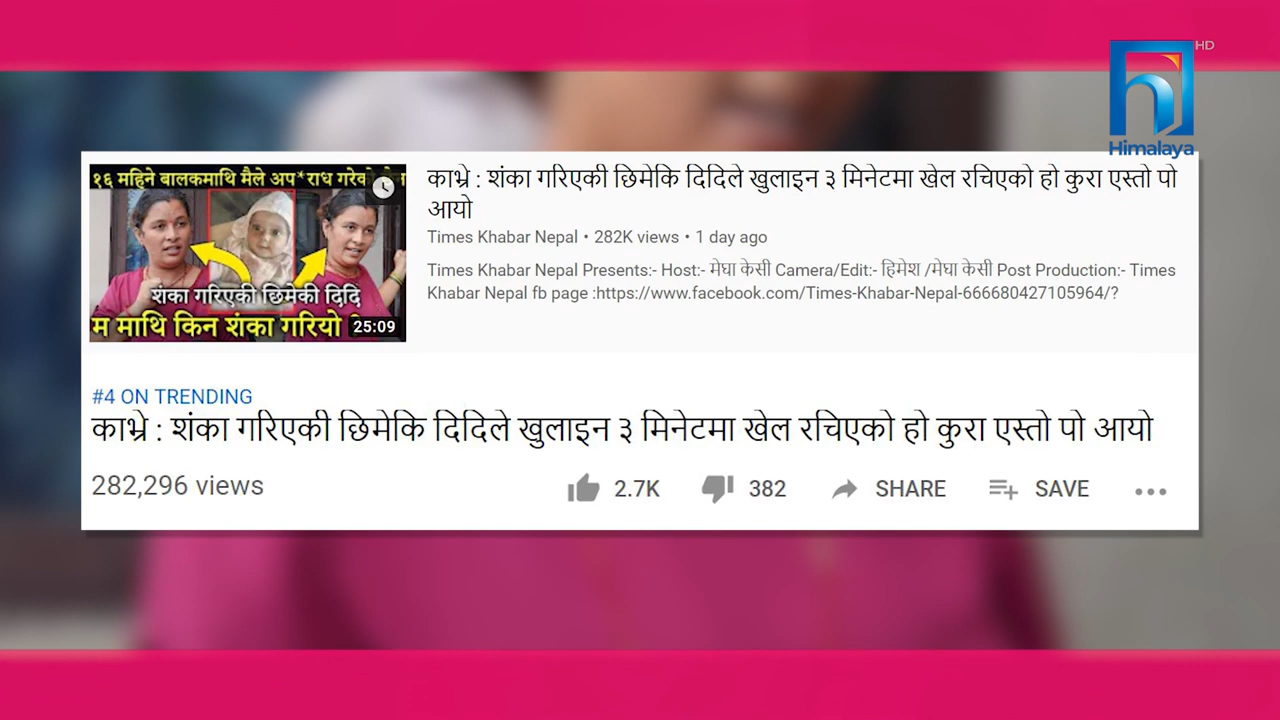 HD
Himalaya
१६ महिने बालकमाथि मैले अप*राध गरेको
शंका गरिएकी छिमेकी दिदि
म माथि किन शंका गरियो
25:09
काभ्रे : शंका गरिएकी छिमेकि दिदिले खुलाइन ३ मिनेटमा खेल रचिएको हो कुरा एस्तो पो
आयो
Times Khabar Nepal • 282K views • 1 day ago
Times Khabar Nepal Presents:- Host:- मेघा केसी Camera/Edit:- हिमेश /मेघा केसी Post Production:- Times
Khabar Nepal fb page :https://www.facebook.com/Times-Khabar-Nepal-666680427105964/?
#4 ON TRENDING
काभ्रे : शंका गरिएकी छिमेकि दिदिले खुलाइन ३ मिनेटमा खेल रचिएको हो कुरा एस्तो पो आयो
282,296 views
2.7K
382
SHARE
SAVE